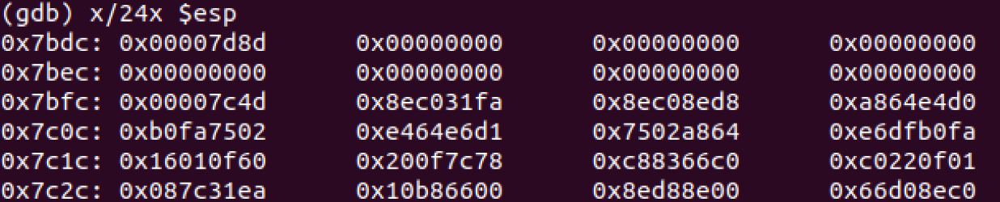 (gdb) x/24x $esp
0x7bdc: 0x00007d8d 0x00000000 0x00000000 0x00000000
0x7bec: 0x00000000 0x00000000 0x00000000 0x00000000
0x7bfc: 0x00007c4d 0x8ec031fa 0x8ec08ed8 0xa864e4d0
0x7c0c: 0xb0fa7502 0xe464e6d1 0x7502a864 0xe6dfb0fa
0x7c1c: 0x16010f60 0x200f7c78 0xc88366c0 0xc0220f01
0x7c2c: 0x087c31ea 0x10b86600 0x8ed88e00 0x66d08ec0